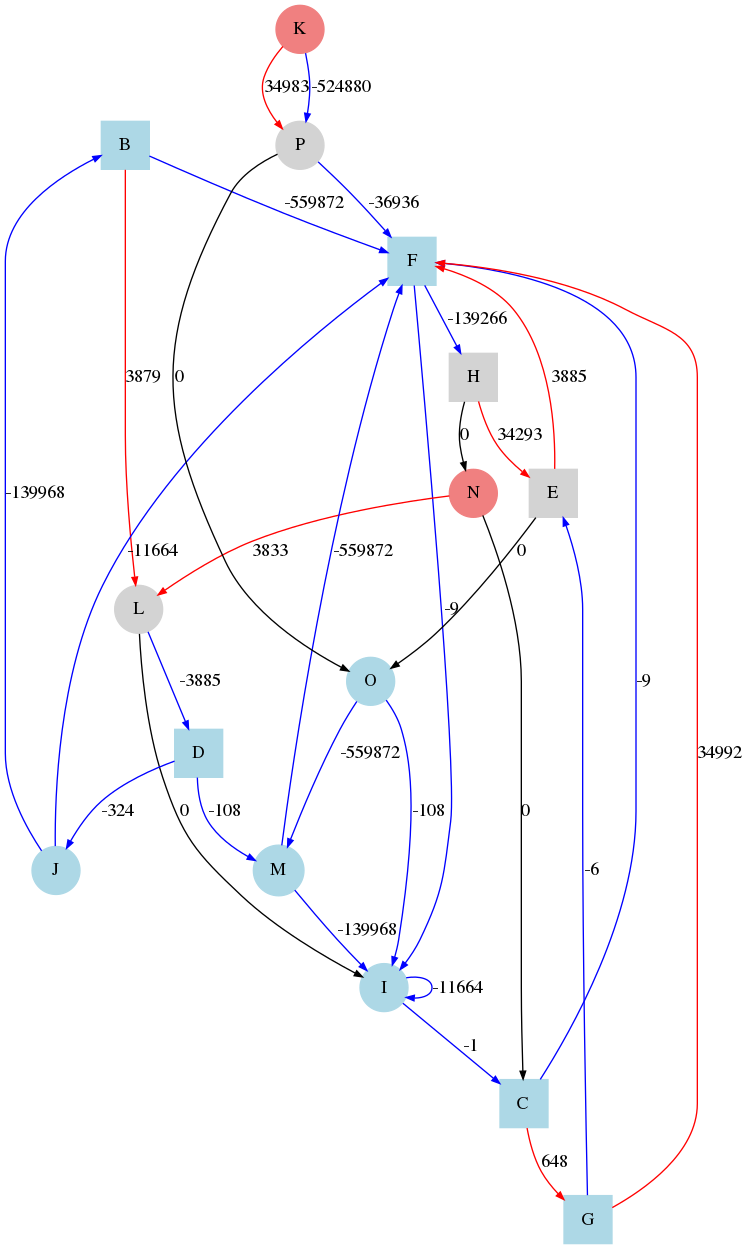 K
34983 -524880
B P
-559872 -36936
F
-139266
3879 0 H 3885
0 34293
-139968 N E
-11664 3833 -559872 0
L -9
-3885 O -9
D -559872 34992
-324 -108 0 -108 0
J M -6
-139968
I -11664
-1
C
648
G